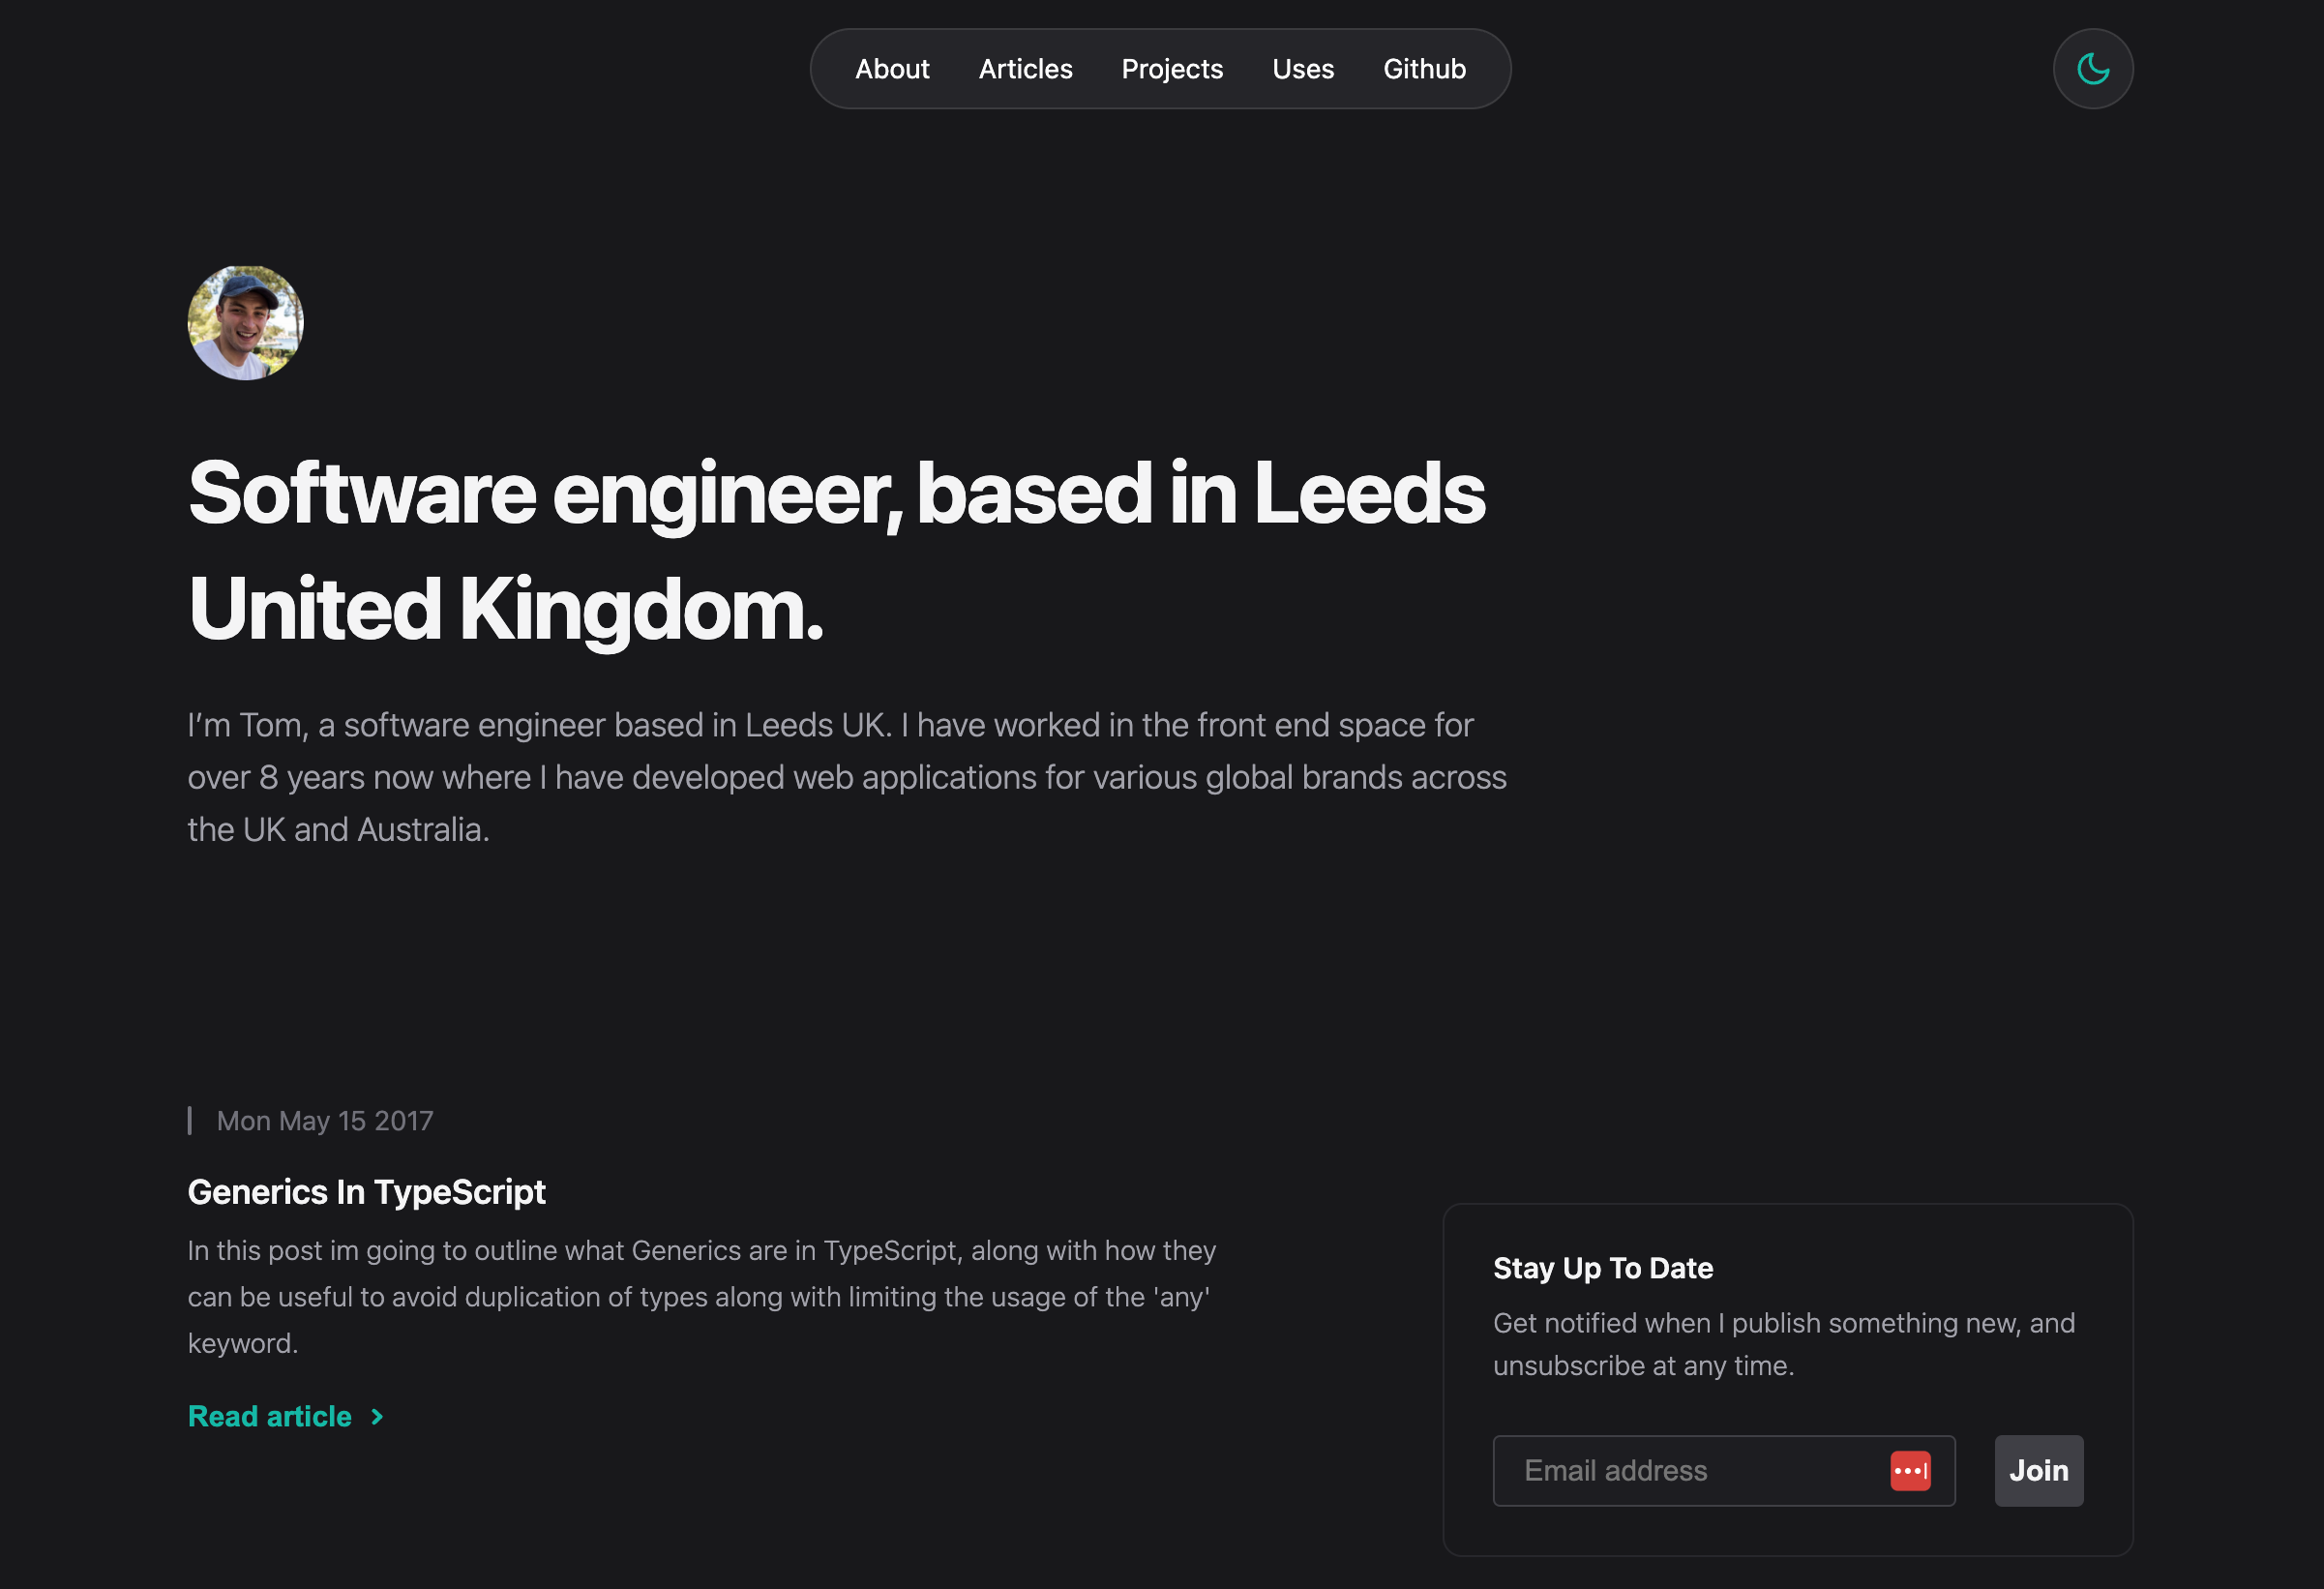 About Articles Projects Uses Github
Software engineer, based in Leeds
United Kingdom.
I’m Tom, a software engineer based in Leeds UK. I have worked in the front end space for
over 8 years now where I have developed web applications for various global brands across
the UK and Australia.
Mon May 15 2017
Generics In TypeScript
In this post im going to outline what Generics are in TypeScript, along with how they
can be useful to avoid duplication of types along with limiting the usage of the 'any'
keyword.
Read article
Stay Up To Date
Get notified when I publish something new, and
unsubscribe at any time.
Email address
Join